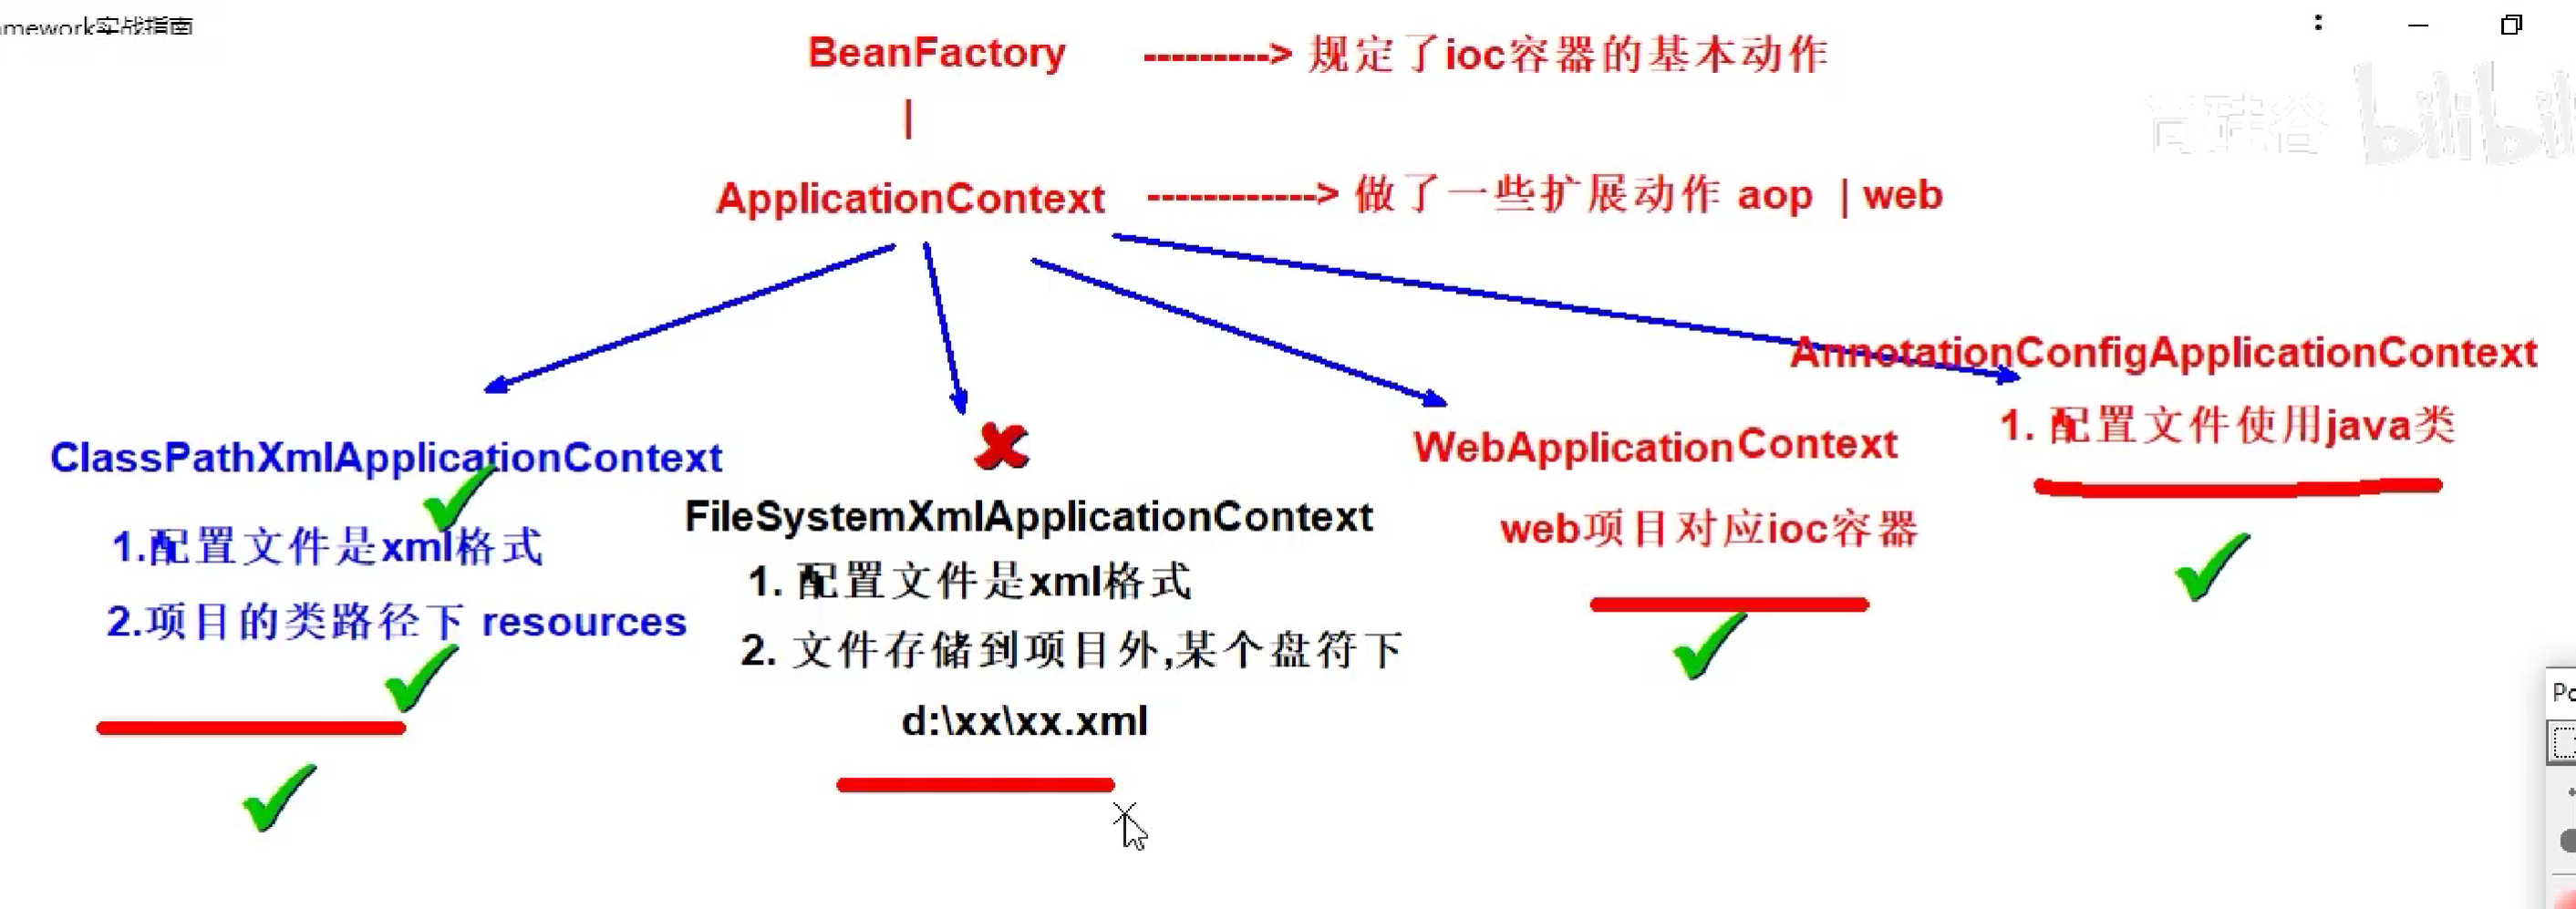 amework实战指南
BeanFactory ---------> 规定了ioc容器的基本动作
|
ApplicationContext ------------> 做了一些扩展动作 aop | web
AnnotationConfigApplicationContext
1. 配置文件使用java类
ClassPathXmlApplicationContext
1.配置文件是xml格式
2.项目的类路径下 resources
FileSystemXmlApplicationContext
1. 配置文件是xml格式
2. 文件存储到项目外,某个盘符下
d:\xx\xx.xml
WebApplicationContext
web项目对应ioc容器
尚硅谷 bilibil